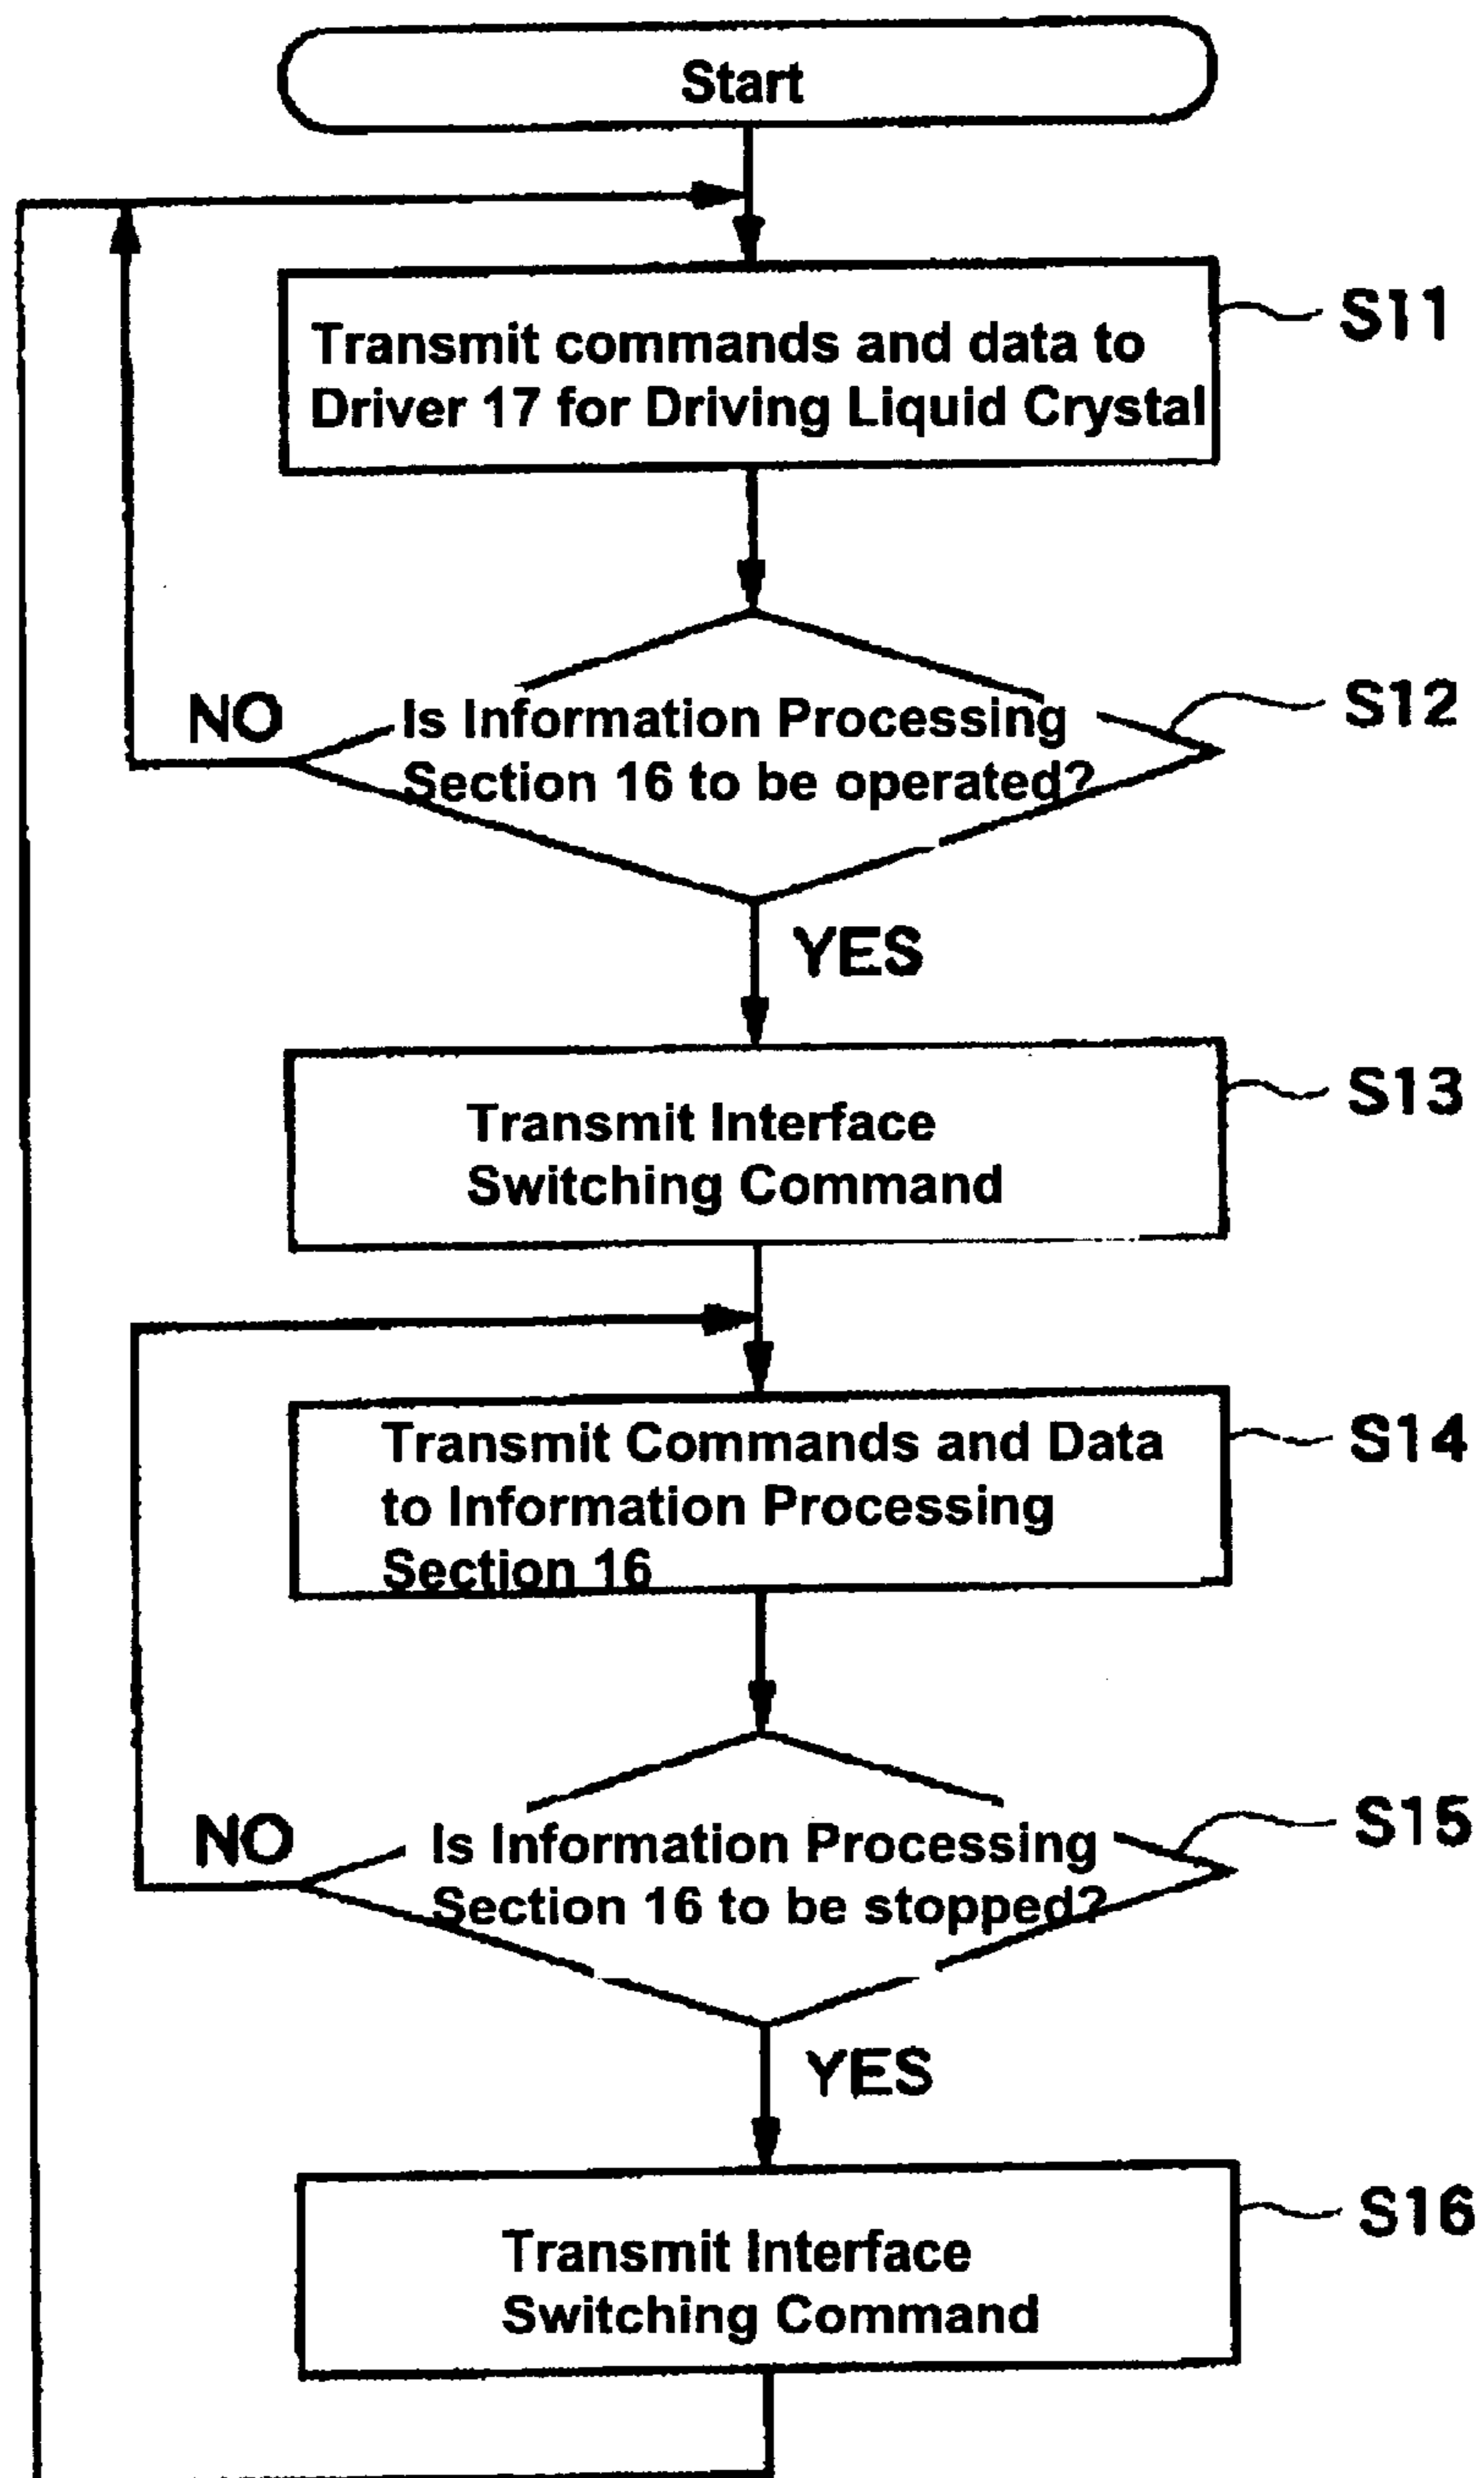 Start
Transmit commands and data to
Driver 17 for Driving Liquid Crystal
S11
Is Information Processing
Section 16 to be operated?
S12
NO
YES
Transmit Interface
Switching Command
S13
Transmit Commands and Data
to Information Processing
Section 16
S14
Is Information Processing
Section 16 to be stopped?
S15
NO
YES
Transmit Interface
Switching Command
S16